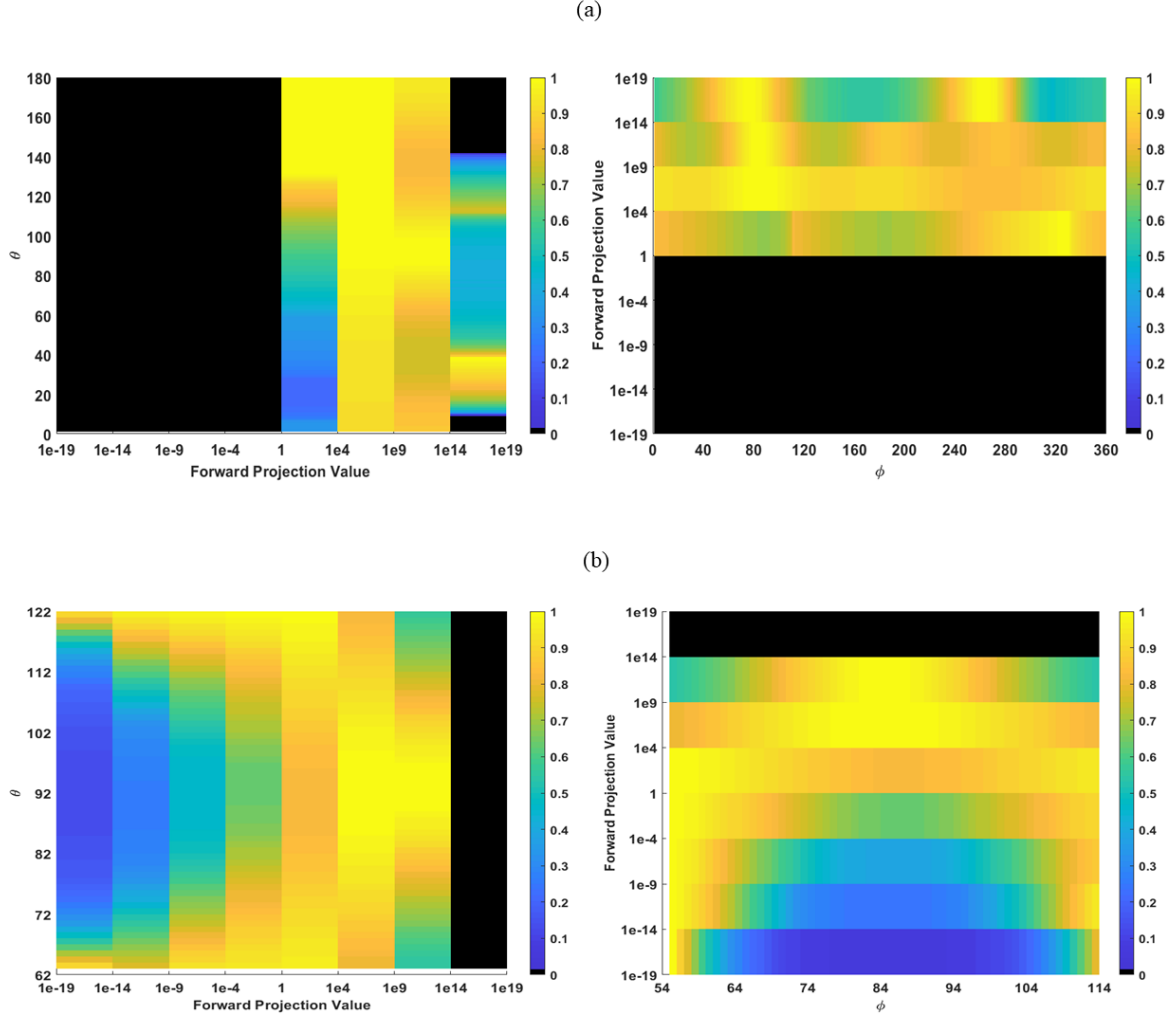 (a)
180
160
140
120
100
80
60
40
20
0
θ
1e-19 1e-14 1e-9 1e-4 1 1e4 1e9 1e14 1e19
Forward Projection Value
1
0.9
0.8
0.7
0.6
0.5
0.4
0.3
0.2
0.1
0
1e19
1e14
1e9
1e4
1
1e-4
1e-9
1e-14
1e-19
Forward Projection Value
0 40 80 120 160 200 240 280 320 360
ϕ
1
0.9
0.8
0.7
0.6
0.5
0.4
0.3
0.2
0.1
0
(b)
122
112
102
92
82
72
62
θ
1e-19 1e-14 1e-9 1e-4 1 1e4 1e9 1e14 1e19
Forward Projection Value
1
0.9
0.8
0.7
0.6
0.5
0.4
0.3
0.2
0.1
0
1e19
1e14
1e9
1e4
1
1e-4
1e-9
1e-14
1e-19
Forward Projection Value
54 64 74 84 94 104 114
ϕ
1
0.9
0.8
0.7
0.6
0.5
0.4
0.3
0.2
0.1
0